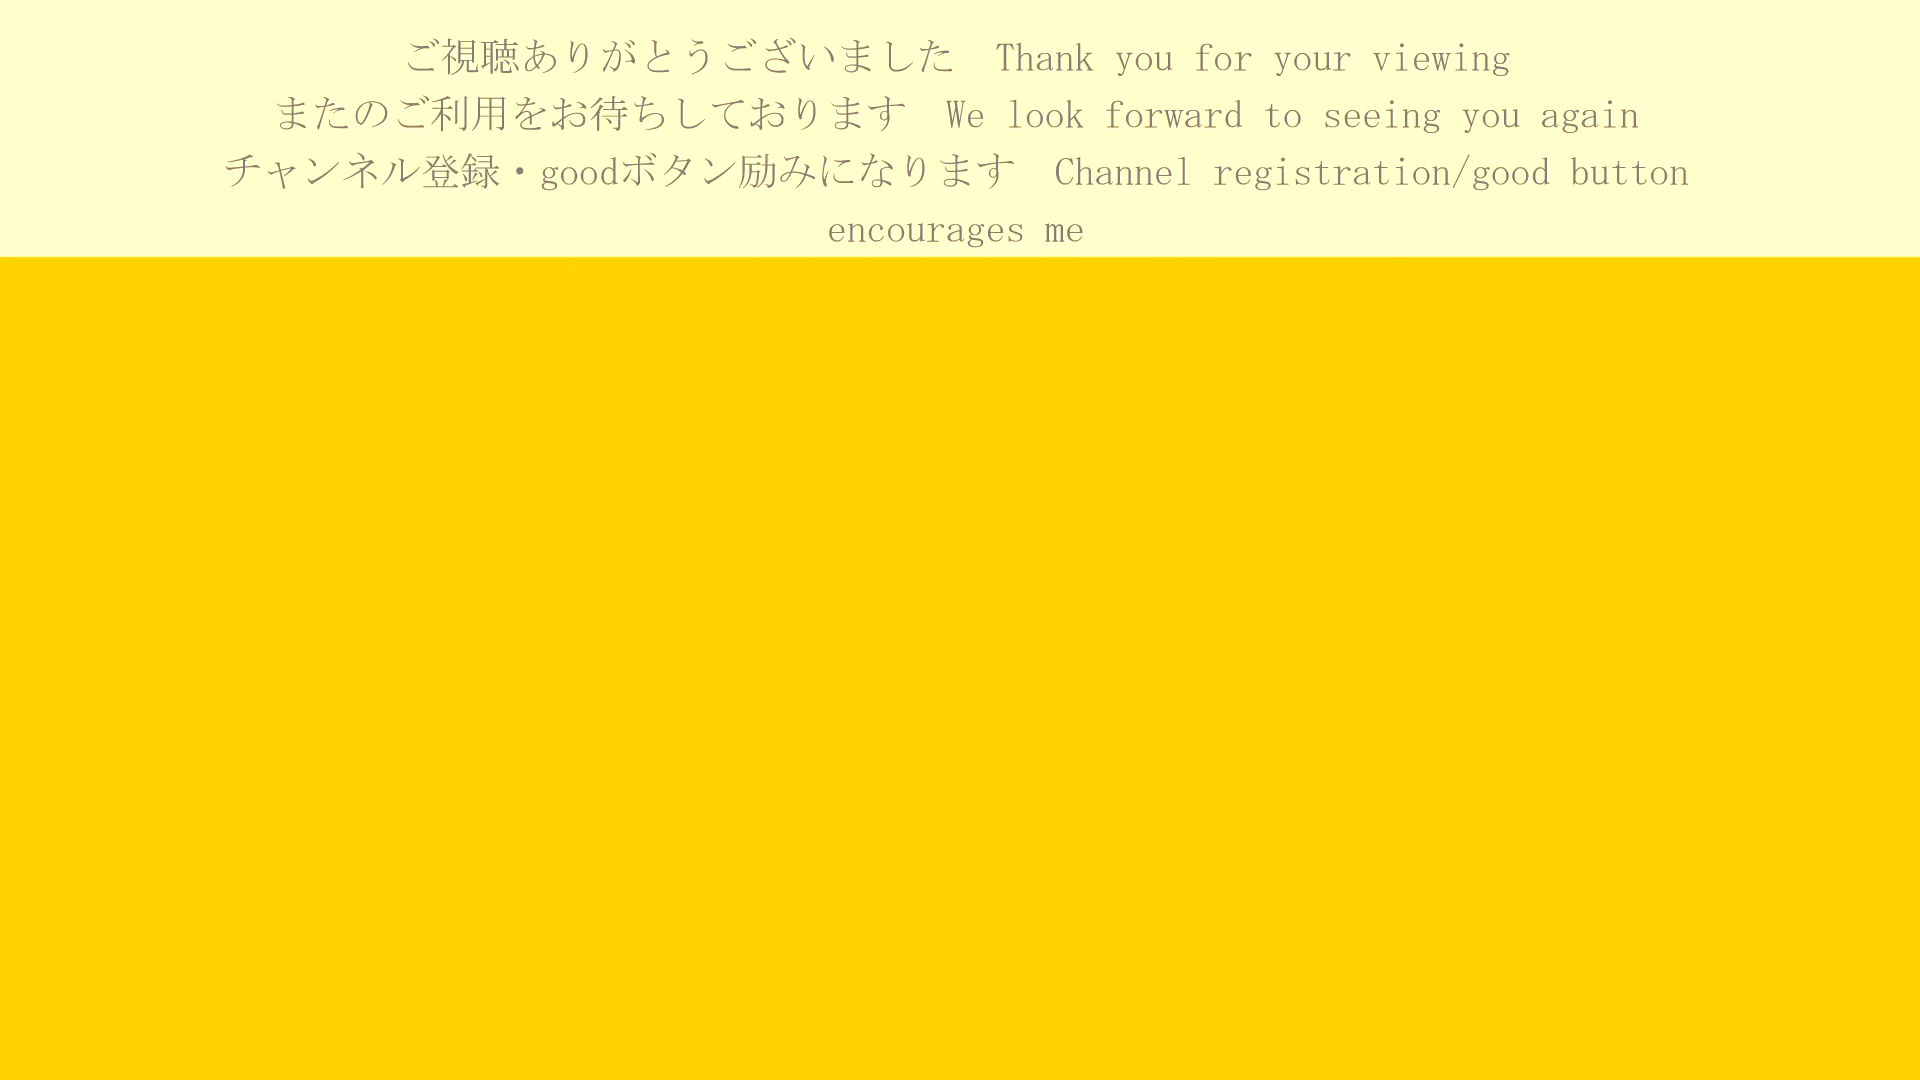 ご視聴ありがとうございました　Thank you for your viewing
またのご利用をお待ちしております　We look forward to seeing you again
チャンネル登録・goodボタン励みになります　Channel registration/good button
encourages me